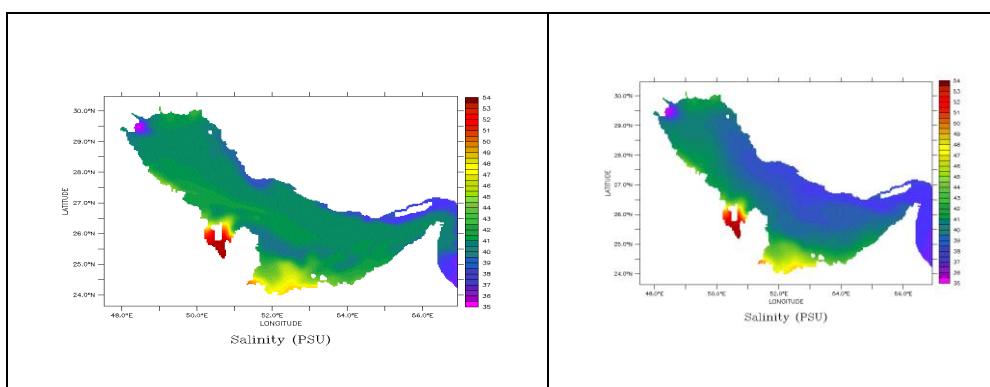 30.0°N
29.0°N
28.0°N
27.0°N
26.0°N
25.0°N
24.0°N
LATITUDE
48.0°E 50.0°E 52.0°E 54.0°E 56.0°E
LONGITUDE
54
53
52
51
50
49
48
47
46
45
44
43
42
41
40
39
38
37
36
35
Salinity (PSU)
30.0°N
29.0°N
28.0°N
27.0°N
26.0°N
25.0°N
24.0°N
LATITUDE
48.0°E 50.0°E 52.0°E 54.0°E 56.0°E
LONGITUDE
54
53
52
51
50
49
48
47
46
45
44
43
42
41
40
39
38
37
36
35
Salinity (PSU)